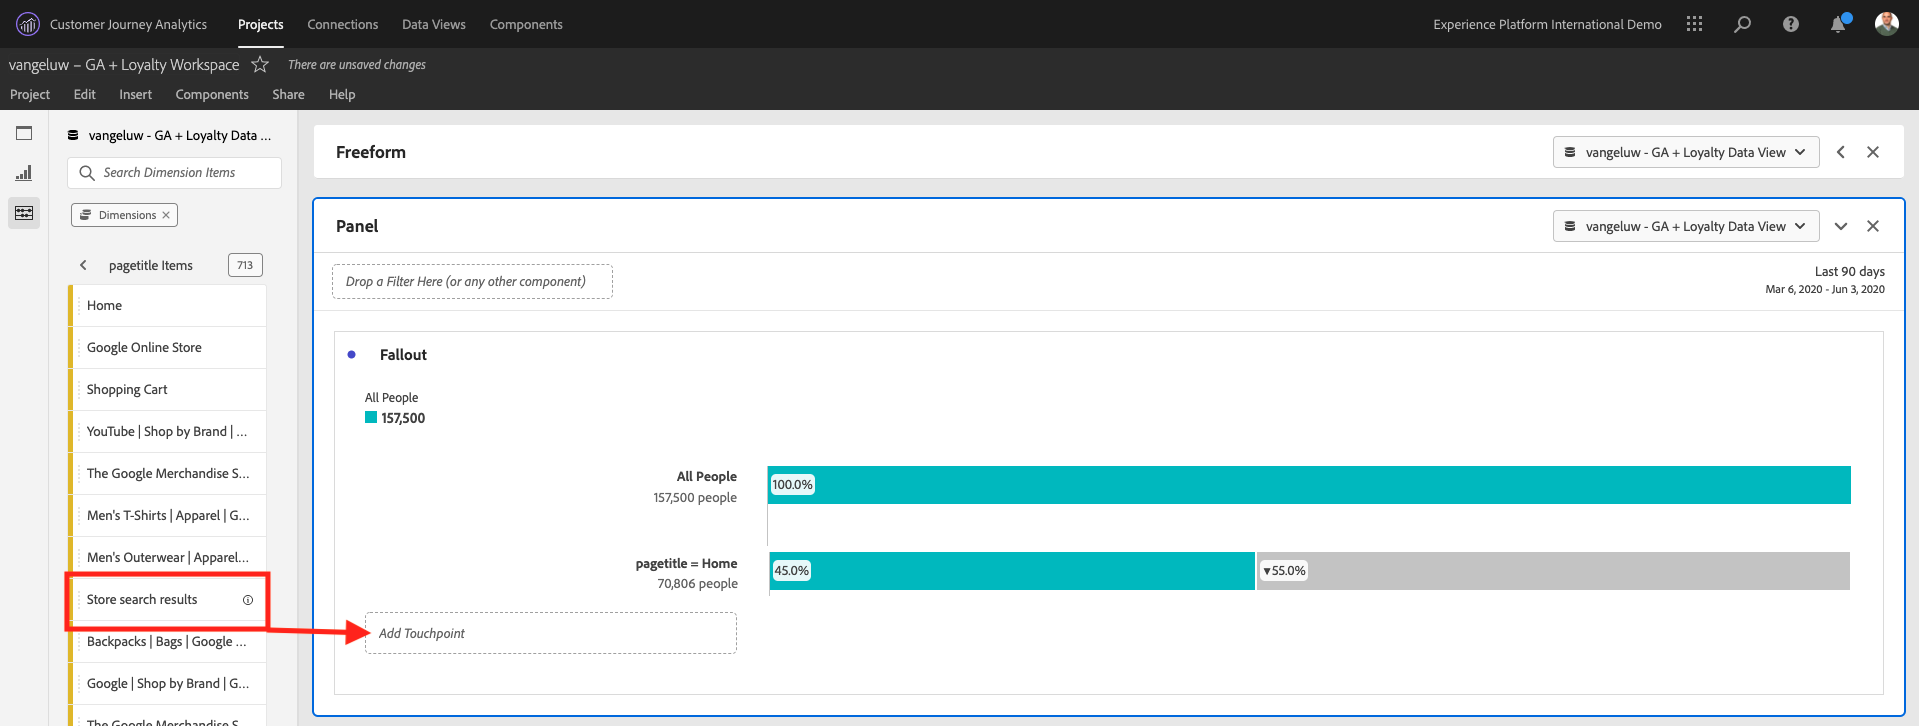 Customer Journey Analytics
Projects
Connections
Data Views
Components
Experience Platform International Demo
vangeluw – GA + Loyalty Workspace
There are unsaved changes
Project
Edit
Insert
Components
Share
Help
vangeluw - GA + Loyalty Data ...
Search Dimension Items
Dimensions
pagetitle Items
713
Home
Google Online Store
Shopping Cart
YouTube | Shop by Brand | ...
The Google Merchandise S...
Men's T-Shirts | Apparel | G...
Men's Outerwear | Apparel...
Store search results
Backpacks | Bags | Google ...
Google | Shop by Brand | G...
The Google Merchandise S...
Freeform
vangeluw - GA + Loyalty Data View
Panel
vangeluw - GA + Loyalty Data View
Drop a Filter Here (or any other component)
Last 90 days
Mar 6, 2020 - Jun 3, 2020
Fallout
All People
157,500
All People
157,500 people
100.0%
pagetitle = Home
70,806 people
45.0%
▼55.0%
Add Touchpoint